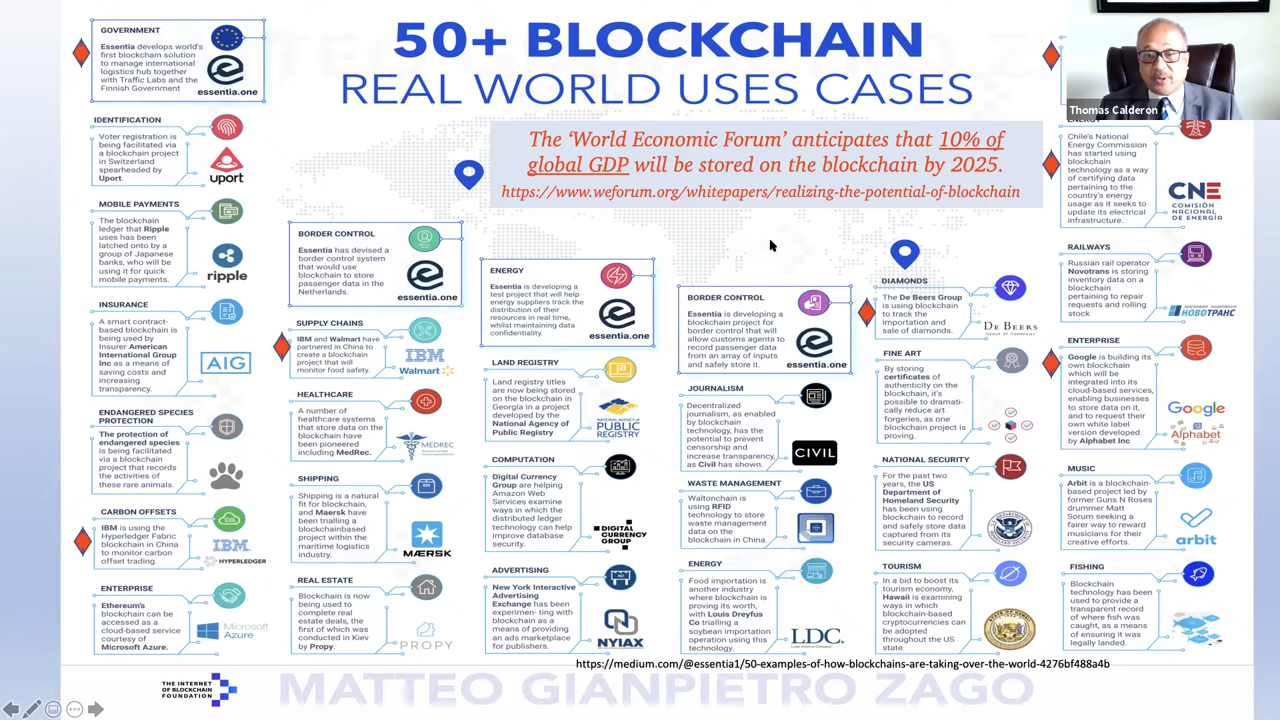 50+ BLOCKCHAIN
REAL WORLD USES CASES
The ‘World Economic Forum’ anticipates that 10% of
global GDP will be stored on the blockchain by 2025.
https://www.weforum.org/whitepapers/realizing-the-potential-of-blockchain
Thomas Calderon
GOVERNMENT
Essentia develops world's
first blockchain solution
to manage international
logistics hub together
with Traffic Labs and the
Finnish Government
essentia.one
IDENTIFICATION
Voter registration is
being facilitated via
a blockchain project
in Switzerland
spearheaded by
Uport.
uport
MOBILE PAYMENTS
The blockchain
ledger that Ripple
uses has been
latched onto by a
group of Japanese
banks, who will be
using it for quick
mobile payments.
ripple
INSURANCE
A smart contract-
based blockchain is
being used by
Insurer American
International Group
Inc as a means of
saving costs and
increasing
transparency.
AIG
ENDANGERED SPECIES
PROTECTION
The protection of
endangered species
is being facilitated
via a blockchain
project that records
the activities of
these rare animals.
CARBON OFFSETS
IBM is using the
Hyperledger Fabric
blockchain in China
to monitor carbon
offset trading.
IBM
HYPERLEDGER
ENTERPRISE
Ethereum's
blockchain can be
accessed as a
cloud-based service
courtesy of
Microsoft Azure.
Microsoft
Azure
BORDER CONTROL
Essentia has devised a
border control system
that would use
blockchain to store
passenger data in the
Netherlands.
essentia.one
SUPPLY CHAINS
IBM and Walmart have
partnered in China to
create a blockchain
project that will
monitor food safety.
IBM
Walmart
HEALTHCARE
A number of
healthcare systems
that store data on the
blockchain have been
pioneered
including MedRec.
MEDREC
SHIPPING
Shipping is a natural
fit for blockchain,
and Maersk have
been trialling a
blockchainbased
project within the
maritime logistics
industry.
MÆRSK
REAL ESTATE
Blockchain is now
being used to
complete real
estate deals, the
first of which was
conducted in Kiev
by Propy.
PROPY
ENERGY
Essentia is developing a
test project that will help
energy suppliers track the
distribution of their
resources in real time,
whilst maintaining data
confidentiality.
essentia.one
LAND REGISTRY
Land registry titles
are now being stored
on the blockchain in
Georgia in a project
developed by the
National Agency of
Public Registry.
NATIONAL AGENCY OF
PUBLIC
REGISTRY
COMPUTATION
Digital Currency
Group are helping
Amazon Web
Services examine
ways in which the
distributed ledger
technology can help
improve database
security.
DIGITAL
CURRENCY
GROUP
ADVERTISING
New York Interactive
Advertising
Exchange has been
experimen- ting with
blockchain as a
means of providing
an ads marketplace
for publishers.
NYIAX
BORDER CONTROL
Essentia is developing a
blockchain project for
border control that will
allow customs agents to
record passenger data
from an array of inputs
and safely store it.
essentia.one
JOURNALISM
Decentralized
journalism, as enabled
by blockchain
technology, has the
potential to prevent
censorship and
increase transparency,
as Civil has shown.
CIVIL
WASTE MANAGEMENT
Waltonchain is
using RFID
technology to store
waste management
data on the
blockchain in China.
ENERGY
Food importation is
another industry
where blockchain is
proving its worth,
with Louis Dreyfus
Co trialling a
soybean importation
operation using this
technology.
LDC.
DIAMONDS
The De Beers Group
is using blockchain
to track the
importation and
sale of diamonds.
DE BEERS
FINE ART
By storing
certificates of
authenticity on the
blockchain, it's
possible to dramati-
cally reduce art
forgeries, as one
blockchain project is
proving.
NATIONAL SECURITY
For the past two
years, the US
Department of
Homeland Security
has been using
blockchain to record
and safely store data
captured from its
security cameras.
TOURISM
In a bid to boost its
tourism economy,
Hawaii is examining
ways in which
blockchain-based
cryptocurrencies can
be adopted
throughout the US
state.
ENERGY
Chile's National
Energy Commission
has started using
blockchain
technology as a way
of certifying data
pertaining to the
country's energy
usage as it seeks to
update its electrical
infrastructure.
CNE
COMISIÓN
NACIONAL
DE ENERGÍA
RAILWAYS
Russian rail operator
Novotrans is storing
inventory data on a
blockchain
pertaining to repair
requests and rolling
stock
НОВОТРАНС
ENTERPRISE
Google is building its
own blockchain
which will be
integrated into its
cloud-based services,
enabling businesses
to store data on it,
and to request their
own white label
version developed
by Alphabet Inc
Google
Alphabet
MUSIC
Arbit is a blockchain-
based project led by
former Guns N Roses
drummer Matt
Sorum seeking a
fairer way to reward
musicians for their
creative efforts.
arbit
FISHING
Blockchain
technology has been
used to provide a
transparent record
of where fish was
caught, as a means
of ensuring it was
legally landed.
https://medium.com/@essentia1/50-examples-of-how-blockchains-are-taking-over-the-world-4276bf488a4b
THE INTERNET
OF BLOCKCHAIN
FOUNDATION
MATTEO GIANPIETRO ZAGO